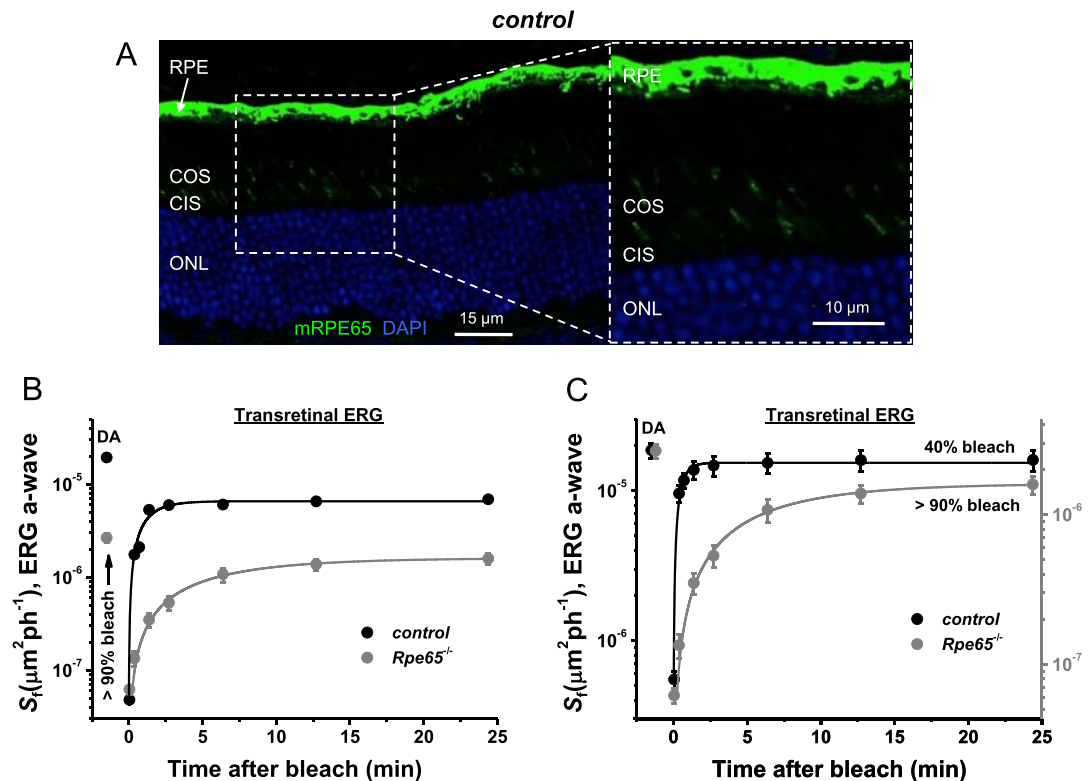 control
A
RPE
COS
CIS
ONL
mRPE65 DAPI
15 µm
RPE
COS
CIS
ONL
10 µm
B
Transretinal ERG
DA
> 90% bleach
control
Rpe65-/-
Sf(µm2ph-1), ERG a-wave
10-5
10-6
10-7
0 5 10 15 20 25
Time after bleach (min)
C
Transretinal ERG
DA
40% bleach
> 90% bleach
control
Rpe65-/-
Sf(µm2ph-1), ERG a-wave
10-5
10-6
10-6
10-7
0 5 10 15 20 25
Time after bleach (min)